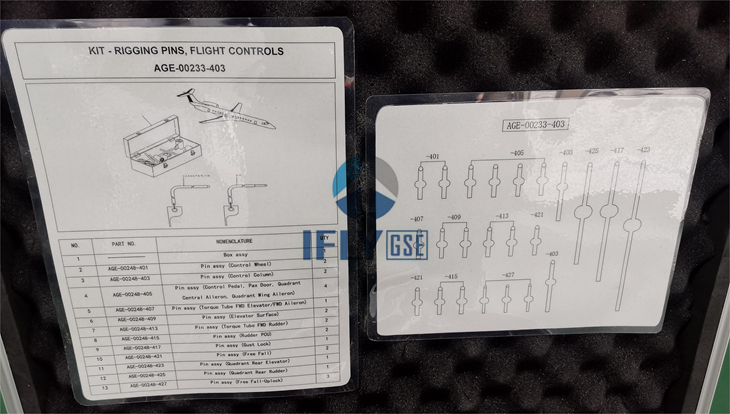 KIT - RIGGING PINS, FLIGHT CONTROLS
AGE-00233-403
NO. PART NO. NOMENCLATURE QTY
1 Box assy
2 AGE-00248-401 Pin assy (Control Wheel) 2
3 AGE-00248-403 Pin assy (Control Column) 2
4 AGE-00248-405 Pin assy (Control Pedal, Pax Door, Quadrant 4
Central Aileron, Quadrant Wing Aileron)
5 AGE-00248-407 Pin assy (Torque Tube FWD Elevator/FWD Aileron) 1
6 AGE-00248-409 Pin assy (Elevator Surface) 2
7 AGE-00248-413 Pin assy (Torque Tube FWD Rudder) 2
8 AGE-00248-415 Pin assy (Rudder PCU) 2
9 AGE-00248-417 Pin assy (Gust Lock) 1
10 AGE-00248-421 Pin assy (Free Fall) 1
11 AGE-00248-423 Pin assy (Quadrant Rear Elevator) 1
12 AGE-00248-425 Pin assy (Quadrant Rear Rudder) 1
13 AGE-00248-427 Pin assy (Free Fall-Uplock) 3
IFLY GSE
AGE-00233-403
-401 -405 -403 -425 -417 -423
-407 -409 -413 -423
-403
-421 -415 -427